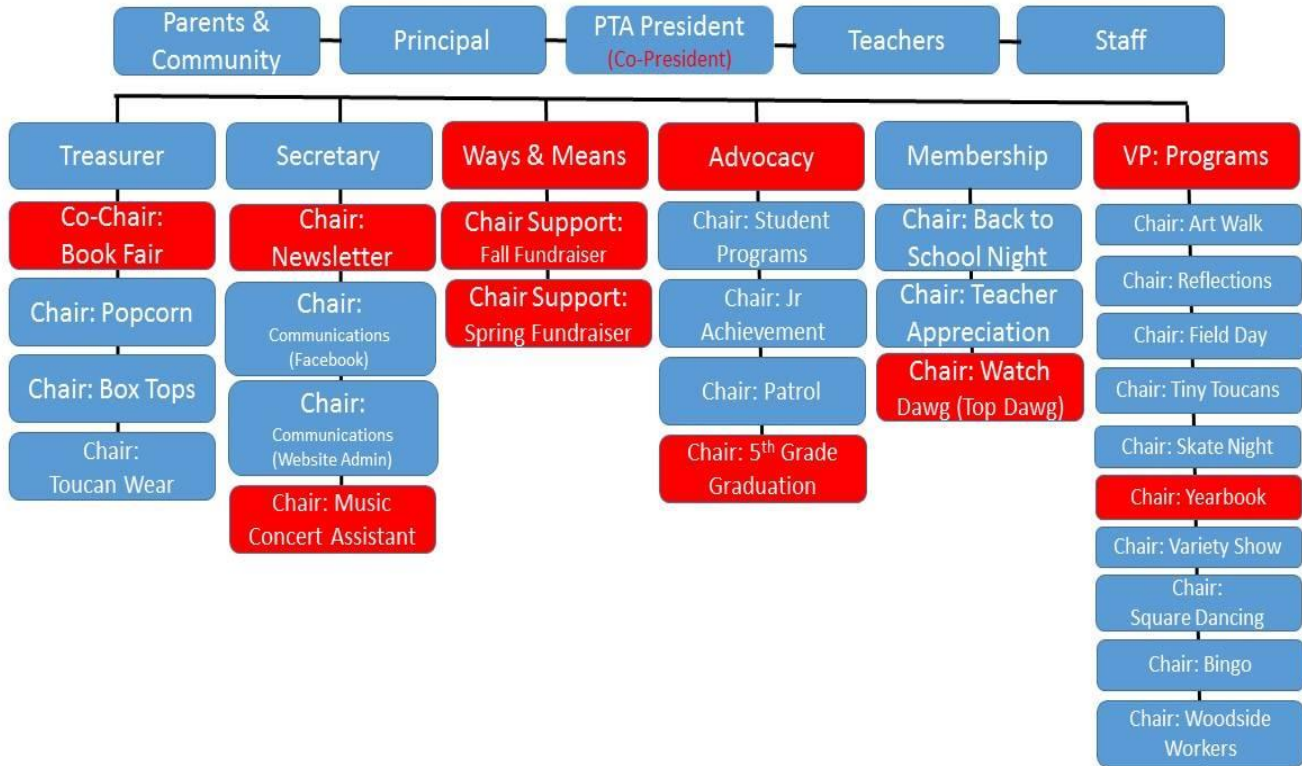 Parents &
Community
Principal
PTA President
(Co-President)
Teachers
Staff
Treasurer
Secretary
Ways & Means
Advocacy
Membership
VP: Programs
Co-Chair:
Book Fair
Chair: Popcorn
Chair: Box Tops
Chair:
Toucan Wear
Chair:
Newsletter
Chair:
Communications
(Facebook)
Chair:
Communications
(Website Admin)
Chair: Music
Concert Assistant
Chair Support:
Fall Fundraiser
Chair Support:
Spring Fundraiser
Chair: Student
Programs
Chair: Jr
Achievement
Chair: Patrol
Chair: 5th Grade
Graduation
Chair: Back to
School Night
Chair: Teacher
Appreciation
Chair: Watch
Dawg (Top Dawg)
Chair: Art Walk
Chair: Reflections
Chair: Field Day
Chair: Tiny Toucans
Chair: Skate Night
Chair: Yearbook
Chair: Variety Show
Chair:
Square Dancing
Chair: Bingo
Chair: Woodside
Workers